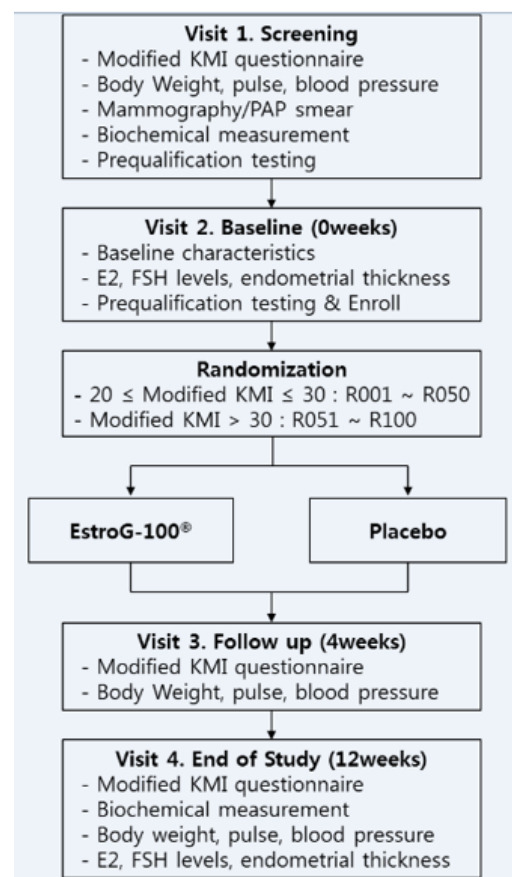 Visit 1. Screening
- Modified KMI questionnaire
- Body Weight, pulse, blood pressure
- Mammography/PAP smear
- Biochemical measurement
- Prequalification testing
Visit 2. Baseline (0weeks)
- Baseline characteristics
- E2, FSH levels, endometrial thickness
- Prequalification testing & Enroll
Randomization
- 20 ≤ Modified KMI ≤ 30 : R001 ~ R050
- Modified KMI > 30 : R051 ~ R100
EstroG-100®
Placebo
Visit 3. Follow up (4weeks)
- Modified KMI questionnaire
- Body Weight, pulse, blood pressure
Visit 4. End of Study (12weeks)
- Modified KMI questionnaire
- Biochemical measurement
- Body weight, pulse, blood pressure
- E2, FSH levels, endometrial thickness